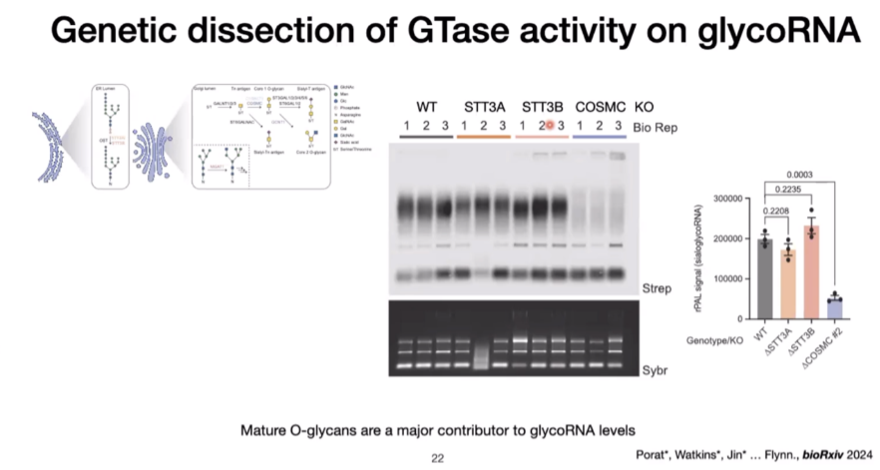 Genetic dissection of GTase activity on glycoRNA
ER Lumen
Golgi lumen
Tn antigen
Core 1 O-glycan
Sialyl-T antigen
Sialyl-Tn antigen
Core 2 O-glycan
WT STT3A STT3B COSMC KO
1 2 3 1 2 3 1 2 3 1 2 3 Bio Rep
Strep
Sybr
rPAL signal (sialoglycoRNA)
300000
200000
100000
0
0.0003
0.2235
0.2208
Genotype/KO
WT
ΔSTT3A
ΔSTT3B
ΔCOSMC #2
Mature O-glycans are a major contributor to glycoRNA levels
22
Porat*, Watkins*, Jin* ... Flynn., bioRxiv 2024